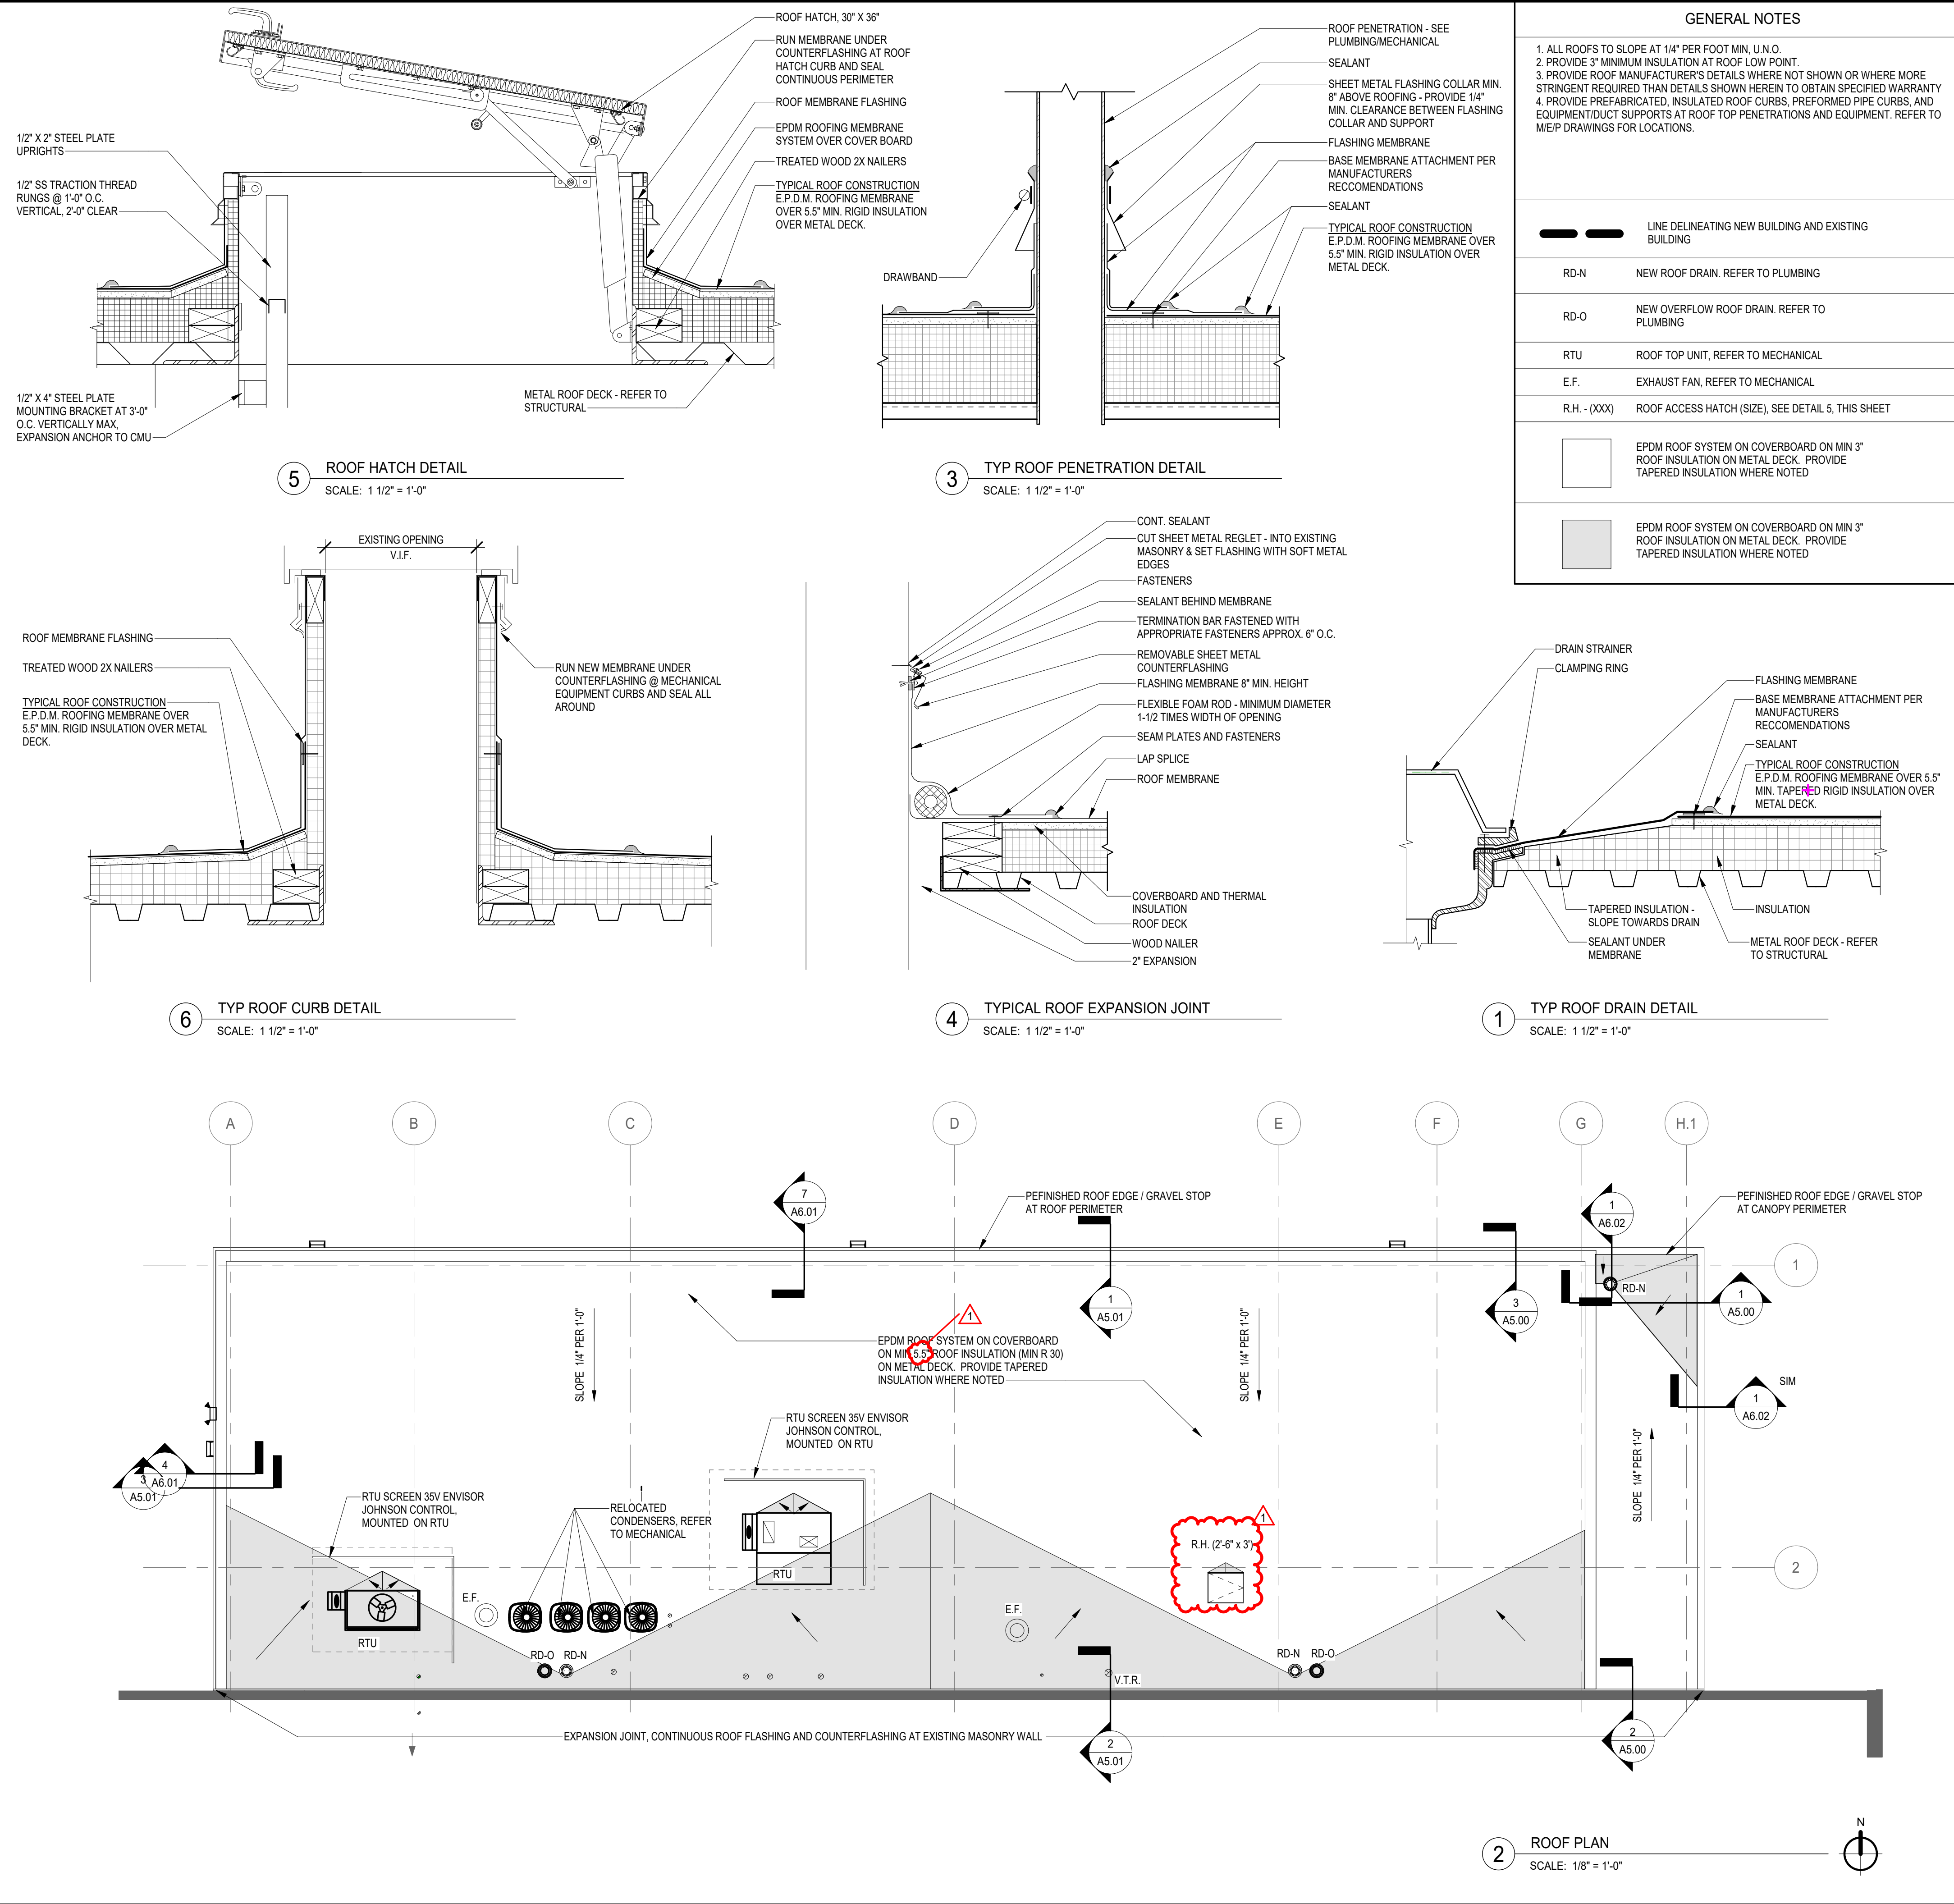 ROOF HATCH, 30" X 36"
RUN MEMBRANE UNDER
COUNTERFLASHING AT ROOF
HATCH CURB AND SEAL
CONTINUOUS PERIMETER
ROOF MEMBRANE FLASHING
EPDM ROOFING MEMBRANE
SYSTEM OVER COVER BOARD
TREATED WOOD 2X NAILERS
TYPICAL ROOF CONSTRUCTION
E.P.D.M. ROOFING MEMBRANE
OVER 5.5" MIN. RIGID INSULATION
OVER METAL DECK.
1/2" X 2" STEEL PLATE
UPRIGHTS
1/2" SS TRACTION THREAD
RUNGS @ 1'-0" O.C.
VERTICAL, 2'-0" CLEAR
1/2" X 4" STEEL PLATE
MOUNTING BRACKET AT 3'-0"
O.C. VERTICALLY MAX,
EXPANSION ANCHOR TO CMU
METAL ROOF DECK - REFER TO
STRUCTURAL
5
ROOF HATCH DETAIL
SCALE: 1 1/2" = 1'-0"
ROOF PENETRATION - SEE
PLUMBING/MECHANICAL
SEALANT
SHEET METAL FLASHING COLLAR MIN.
8" ABOVE ROOFING - PROVIDE 1/4"
MIN. CLEARANCE BETWEEN FLASHING
COLLAR AND SUPPORT
FLASHING MEMBRANE
BASE MEMBRANE ATTACHMENT PER
MANUFACTURERS
RECCOMENDATIONS
SEALANT
TYPICAL ROOF CONSTRUCTION
E.P.D.M. ROOFING MEMBRANE OVER
5.5" MIN. RIGID INSULATION OVER
METAL DECK.
DRAWBAND
3
TYP ROOF PENETRATION DETAIL
SCALE: 1 1/2" = 1'-0"
GENERAL NOTES
1. ALL ROOFS TO SLOPE AT 1/4" PER FOOT MIN, U.N.O.
2. PROVIDE 3" MINIMUM INSULATION AT ROOF LOW POINT.
3. PROVIDE ROOF MANUFACTURER'S DETAILS WHERE NOT SHOWN OR WHERE MORE
STRINGENT REQUIRED THAN DETAILS SHOWN HEREIN TO OBTAIN SPECIFIED WARRANTY
4. PROVIDE PREFABRICATED, INSULATED ROOF CURBS, PREFORMED PIPE CURBS, AND
EQUIPMENT/DUCT SUPPORTS AT ROOF TOP PENETRATIONS AND EQUIPMENT. REFER TO
M/E/P DRAWINGS FOR LOCATIONS.
LINE DELINEATING NEW BUILDING AND EXISTING
BUILDING
RD-N NEW ROOF DRAIN. REFER TO PLUMBING
RD-O NEW OVERFLOW ROOF DRAIN. REFER TO
PLUMBING
RTU ROOF TOP UNIT, REFER TO MECHANICAL
E.F. EXHAUST FAN, REFER TO MECHANICAL
R.H. - (XXX) ROOF ACCESS HATCH (SIZE), SEE DETAIL 5, THIS SHEET
EPDM ROOF SYSTEM ON COVERBOARD ON MIN 3"
ROOF INSULATION ON METAL DECK. PROVIDE
TAPERED INSULATION WHERE NOTED
EPDM ROOF SYSTEM ON COVERBOARD ON MIN 3"
ROOF INSULATION ON METAL DECK. PROVIDE
TAPERED INSULATION WHERE NOTED
EXISTING OPENING
V.I.F.
ROOF MEMBRANE FLASHING
TREATED WOOD 2X NAILERS
TYPICAL ROOF CONSTRUCTION
E.P.D.M. ROOFING MEMBRANE OVER
5.5" MIN. RIGID INSULATION OVER METAL
DECK.
RUN NEW MEMBRANE UNDER
COUNTERFLASHING @ MECHANICAL
EQUIPMENT CURBS AND SEAL ALL
AROUND
6
TYP ROOF CURB DETAIL
SCALE: 1 1/2" = 1'-0"
CONT. SEALANT
CUT SHEET METAL REGLET - INTO EXISTING
MASONRY & SET FLASHING WITH SOFT METAL
EDGES
FASTENERS
SEALANT BEHIND MEMBRANE
TERMINATION BAR FASTENED WITH
APPROPRIATE FASTENERS APPROX. 6" O.C.
REMOVABLE SHEET METAL
COUNTERFLASHING
FLASHING MEMBRANE 8" MIN. HEIGHT
FLEXIBLE FOAM ROD - MINIMUM DIAMETER
1-1/2 TIMES WIDTH OF OPENING
SEAM PLATES AND FASTENERS
LAP SPLICE
ROOF MEMBRANE
COVERBOARD AND THERMAL
INSULATION
ROOF DECK
WOOD NAILER
2" EXPANSION
4
TYPICAL ROOF EXPANSION JOINT
SCALE: 1 1/2" = 1'-0"
DRAIN STRAINER
CLAMPING RING
FLASHING MEMBRANE
BASE MEMBRANE ATTACHMENT PER
MANUFACTURERS
RECCOMENDATIONS
SEALANT
TYPICAL ROOF CONSTRUCTION
E.P.D.M. ROOFING MEMBRANE OVER 5.5"
MIN. TAPERED RIGID INSULATION OVER
METAL DECK.
TAPERED INSULATION -
SLOPE TOWARDS DRAIN
SEALANT UNDER
MEMBRANE
INSULATION
METAL ROOF DECK - REFER
TO STRUCTURAL
1
TYP ROOF DRAIN DETAIL
SCALE: 1 1/2" = 1'-0"
A B C D E F G H.1
7
A6.01
PEFINISHED ROOF EDGE / GRAVEL STOP
AT ROOF PERIMETER
1
A6.02
PEFINISHED ROOF EDGE / GRAVEL STOP
AT CANOPY PERIMETER
1
RD-N
1
A5.00
1
A5.01
3
A5.00
SLOPE 1/4" PER 1'-0"
1
EPDM ROOF SYSTEM ON COVERBOARD
ON MIN 5.5" ROOF INSULATION (MIN R 30)
ON METAL DECK. PROVIDE TAPERED
INSULATION WHERE NOTED
SLOPE 1/4" PER 1'-0"
SIM
1
A6.02
SLOPE 1/4" PER 1'-0"
RTU SCREEN 35V ENVISOR
JOHNSON CONTROL,
MOUNTED ON RTU
4
A6.01
3
A5.01
RTU SCREEN 35V ENVISOR
JOHNSON CONTROL,
MOUNTED ON RTU
RELOCATED
CONDENSERS, REFER
TO MECHANICAL
1
R.H. (2'-6" x 3')
RTU
2
E.F.
E.F.
RTU
RD-O RD-N
RD-N RD-O
V.T.R.
EXPANSION JOINT, CONTINUOUS ROOF FLASHING AND COUNTERFLASHING AT EXISTING MASONRY WALL
2
A5.01
2
A5.00
2
ROOF PLAN
SCALE: 1/8" = 1'-0"
N